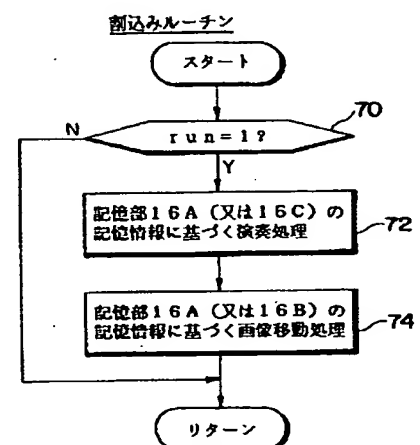 割込みルーチン
スタート
70
run=1?
N
Y
記憶部16A（又は16C）の
記憶情報に基づく演奏処理
72
記憶部16A（又は16B）の
記憶情報に基づく画像移動処理
74
リターン